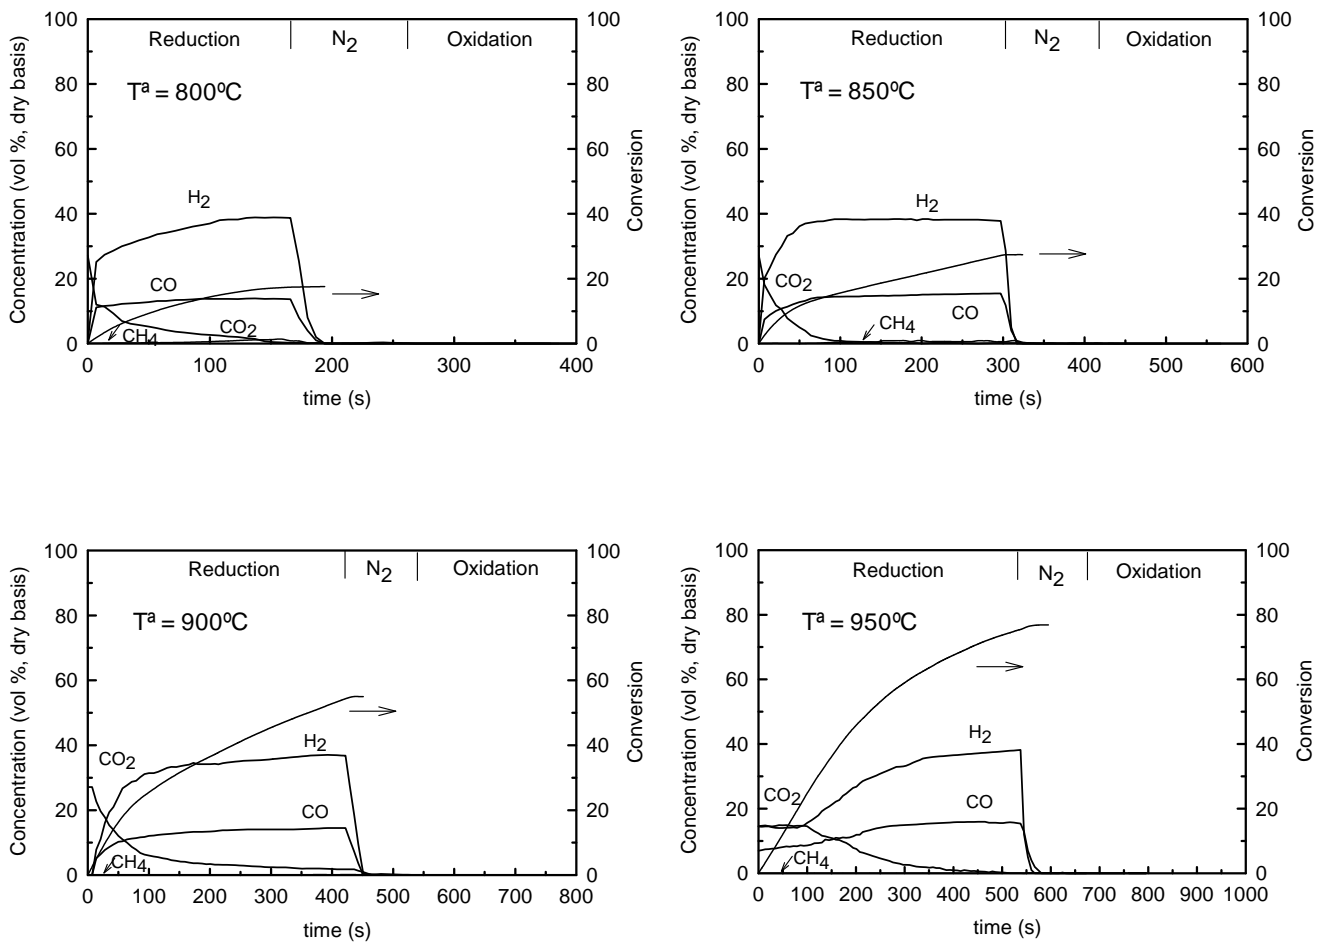 Concentration (vol %, dry basis)
100
80
60
40
20
0
Reduction
N2
Oxidation
Tª = 800ºC
H2
CO
CO2
CH4
0 100 200 300 400
time (s)
100
80
60
40
20
0
Conversion
Concentration (vol %, dry basis)
100
80
60
40
20
0
Reduction
N2
Oxidation
Tª = 850ºC
H2
CO2
CO
CH4
0 100 200 300 400 500 600
time (s)
100
80
60
40
20
0
Conversion
Concentration (vol %, dry basis)
100
80
60
40
20
0
Reduction
N2
Oxidation
Tª = 900ºC
H2
CO2
CO
CH4
0 100 200 300 400 500 600 700 800
time (s)
100
80
60
40
20
0
Conversion
Concentration (vol %, dry basis)
100
80
60
40
20
0
Reduction
N2
Oxidation
Tª = 950ºC
H2
CO2
CO
CH4
0 100 200 300 400 500 600 700 800 900 1000
time (s)
100
80
60
40
20
0
Conversion